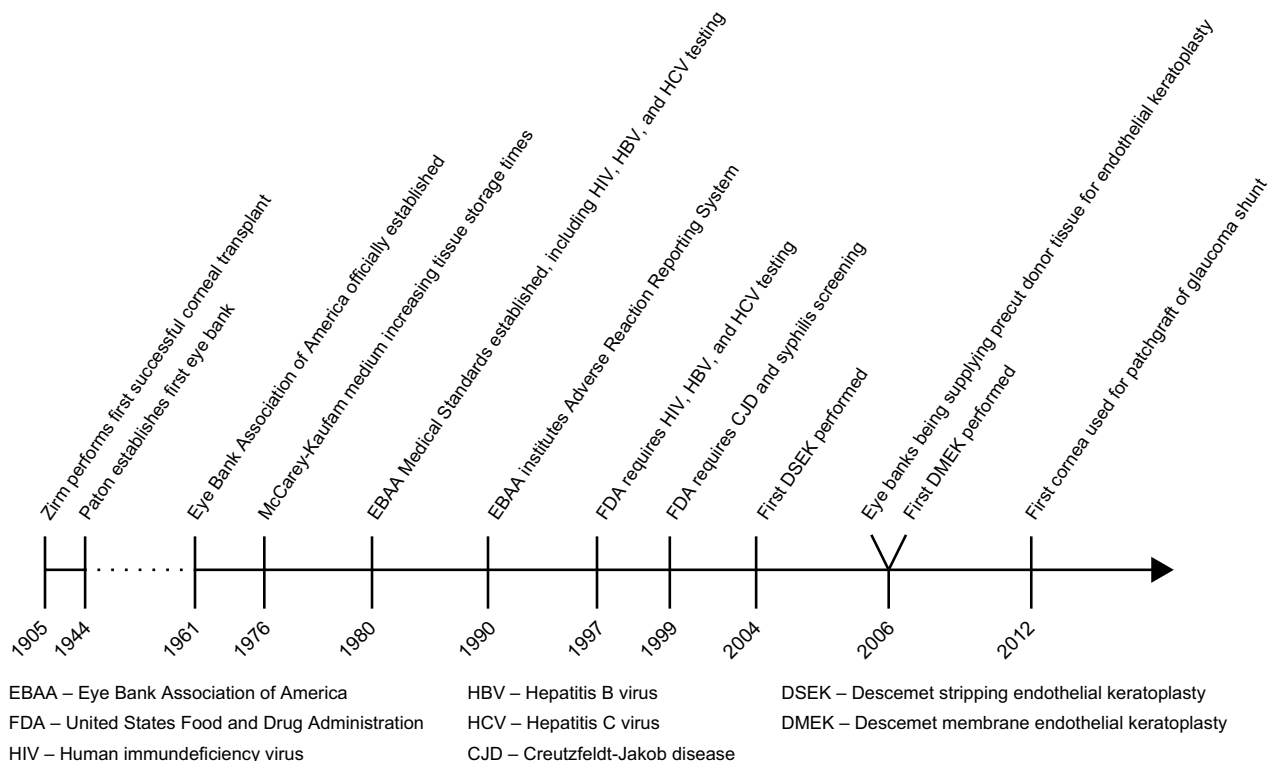 Zirm performs first successful corneal transplant
Paton establishes first eye bank
Eye Bank Association of America officially established
McCarey-Kaufam medium increasing tissue storage times
EBAA Medical Standards established, including HIV, HBV, and HCV testing
EBAA institutes Adverse Reaction Reporting System
FDA requires HIV, HBV, and HCV testing
FDA requires CJD and syphilis screening
First DSEK performed
Eye banks being supplying precut donor tissue for endothelial keratoplasty
First DMEK performed
First cornea used for patchgraft of glaucoma shunt
1905
1944
1961
1976
1980
1990
1997
1999
2004
2006
2012
EBAA – Eye Bank Association of America
FDA – United States Food and Drug Administration
HIV – Human immundeficiency virus
HBV – Hepatitis B virus
HCV – Hepatitis C virus
CJD – Creutzfeldt-Jakob disease
DSEK – Descemet stripping endothelial keratoplasty
DMEK – Descemet membrane endothelial keratoplasty